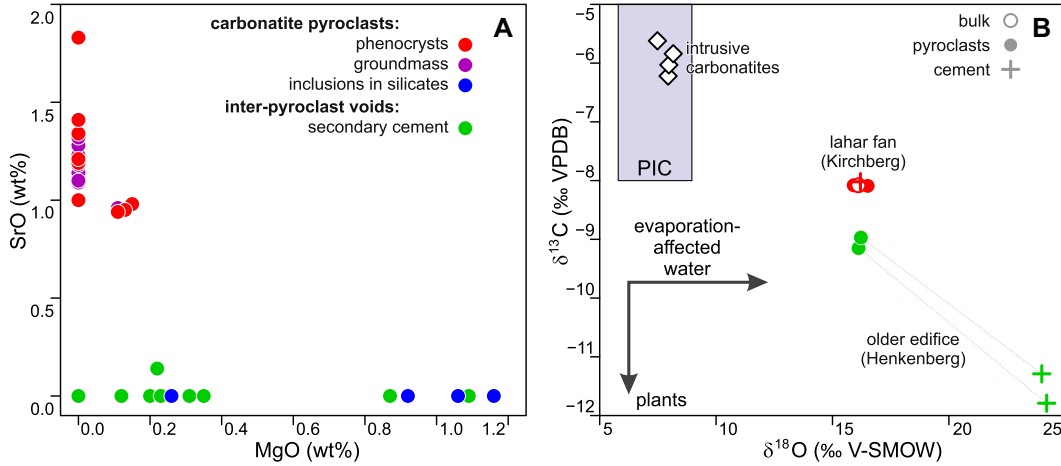 A
carbonatite pyroclasts:
phenocrysts
groundmass
inclusions in silicates
inter-pyroclast voids:
secondary cement
SrO (wt%)
2.0
1.5
1.0
0.5
0.0
0.0 0.2 0.4 0.6 0.8 1.0 1.2
MgO (wt%)
B
bulk
pyroclasts
cement
intrusive
carbonatites
PIC
lahar fan
(Kirchberg)
evaporation-
affected
water
older edifice
(Henkenberg)
plants
δ13C (‰ VPDB)
−5
−6
−7
−8
−9
−10
−11
−12
5 10 15 20 25
δ18O (‰ V-SMOW)